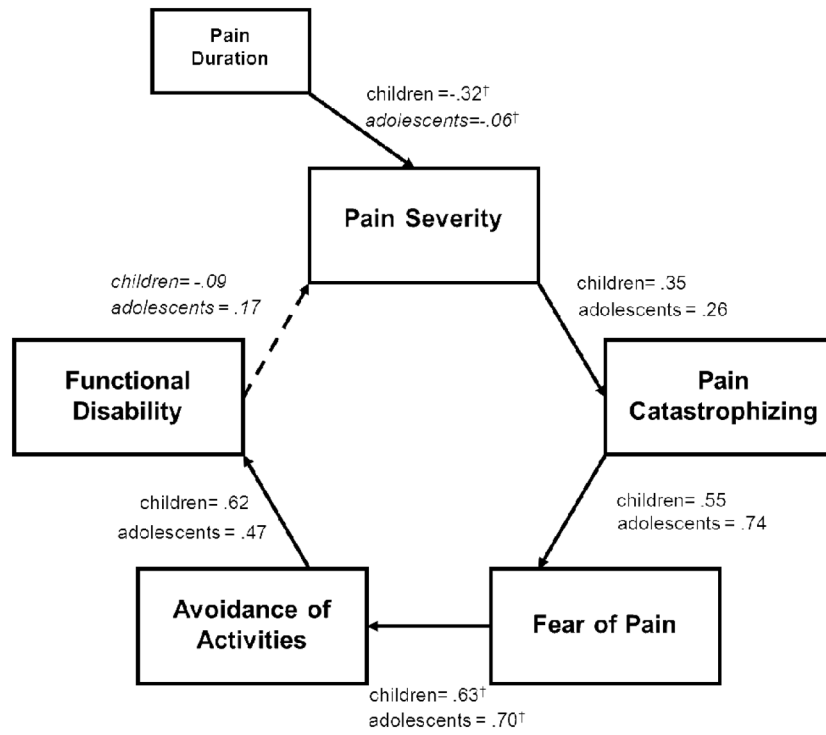 Pain
Duration
children =-.32†
adolescents=-.06†
Pain Severity
children= -.09
adolescents = .17
children= .35
adolescents = .26
Functional
Disability
Pain
Catastrophizing
children= .62
adolescents = .47
children= .55
adolescents = .74
Avoidance of
Activities
Fear of Pain
children= .63†
adolescents = .70†